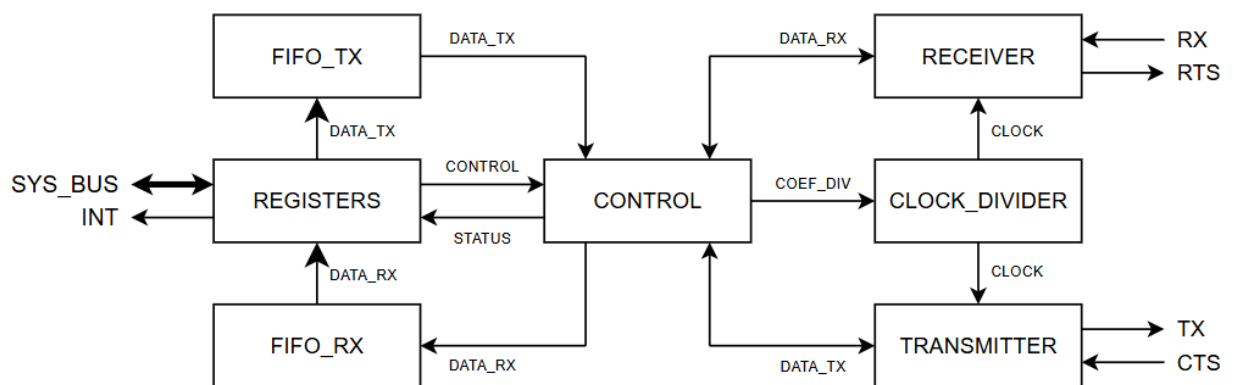 DATA_TX
DATA_RX
FIFO_TX
RECEIVER
RX
RTS
DATA_TX
CLOCK
SYS_BUS
INT
REGISTERS
CONTROL
STATUS
CONTROL
COEF_DIV
CLOCK_DIVIDER
DATA_RX
CLOCK
FIFO_RX
DATA_RX
DATA_TX
TRANSMITTER
TX
CTS